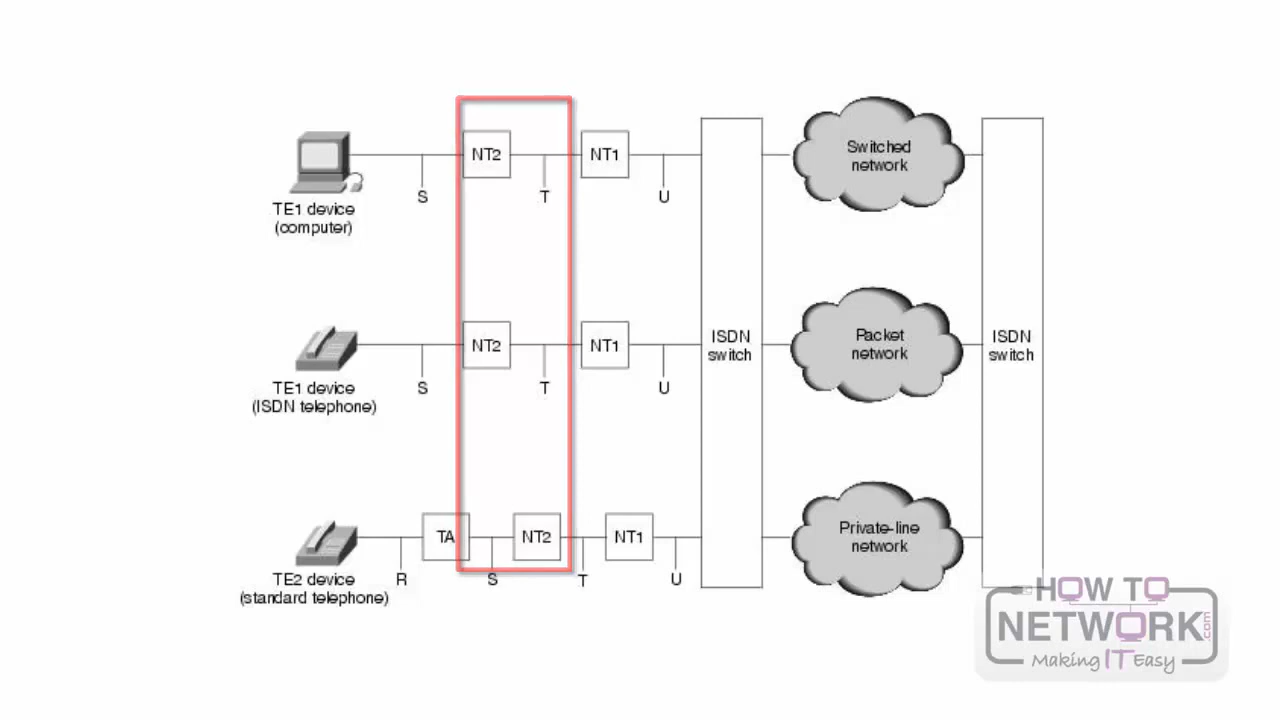 NT2
NT1
S
T
U
TE1 device
(computer)
Switched
network
NT2
NT1
S
T
U
TE1 device
(ISDN telephone)
ISDN
switch
Packet
network
ISDN
switch
TA
NT2
NT1
R
S
T
U
TE2 device
(standard telephone)
Private-line
network
HOW TO
NETWORK.com
Making IT Easy